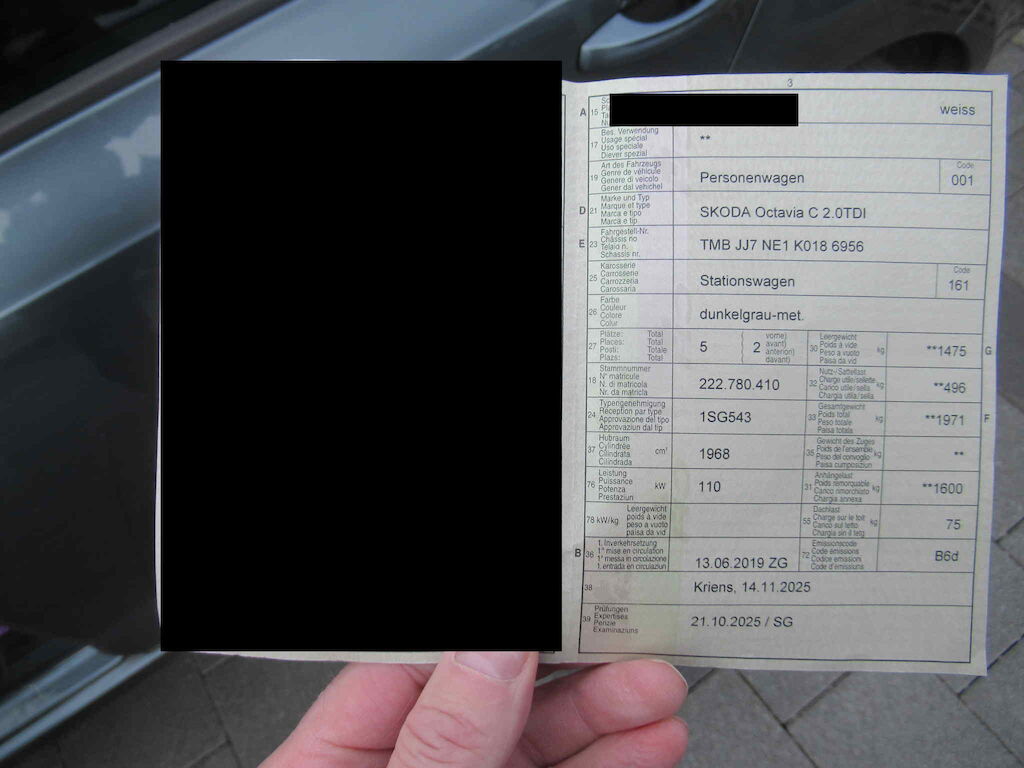 3
A 15 weiss
17 Bes. Verwendung
Usage spécial
Uso speciale
Diever spezial
**
19 Art des Fahrzeugs
Genre de véhicule
Genere di veicolo
Gener dal vehichel
Personenwagen
Code
001
D 21 Marke und Typ
Marque et type
Marca e tipo
Marca e tip
SKODA Octavia C 2.0TDI
E 23 Fahrgestell-Nr.
Châssis no
Telaio n.
Schassis nr.
TMB JJ7 NE1 K018 6956
25 Karosserie
Carrosserie
Carrozzeria
Carossaria
Stationswagen
Code
161
26 Farbe
Couleur
Colore
Colur
dunkelgrau-met.
27 Plätze: Total
Places: Total
Posti: Totale
Plazs: Total
5
2
vorne)
avant)
anteriori)
davant)
30 Leergewicht
Poids à vide
Peso a vuoto
Paisa da vid
kg
**1475
G
18 Stammnummer
N° matricule
N. di matricola
Nr. da matricla
222.780.410
32 Nutz-/Sattellast
Charge utile/sellette
Carico utile/sella
Chargia utila/sella
kg
**496
24 Typengenehmigung
Réception par type
Approvazione del tipo
Approvaziun dal tip
1SG543
33 Gesamtgewicht
Poids total
Peso totale
Paisa totala
kg
**1971
F
37 Hubraum
Cylindrée
Cilindrata
Cilindrada
cm³
1968
35 Gewicht des Zuges
Poids de l'ensemble
Peso del convoglio
Paisa cumposiziun
kg
**
76 Leistung
Puissance
Potenza
Prestaziun
kW
110
31 Anhängelast
Poids remorquable
Carico rimorchiato
Chargia annexa
kg
**1600
78 kW/kg
Leergewicht
poids à vide
peso a vuoto
paisa da vid
55 Dachlast
Charge sur le toit
Carico sul tetto
Chargia sin il tetg
kg
75
B 36 1. Inverkehrsetzung
1re mise en circulation
1a messa in circolazione
1. entrada en circulaziun
13.06.2019 ZG
72 Emissionscode
Code émissions
Codice emissioni
Code d'emissiuns
B6d
38 Kriens, 14.11.2025
39 Prüfungen
Expertises
Perizie
Examinaziuns
21.10.2025 / SG